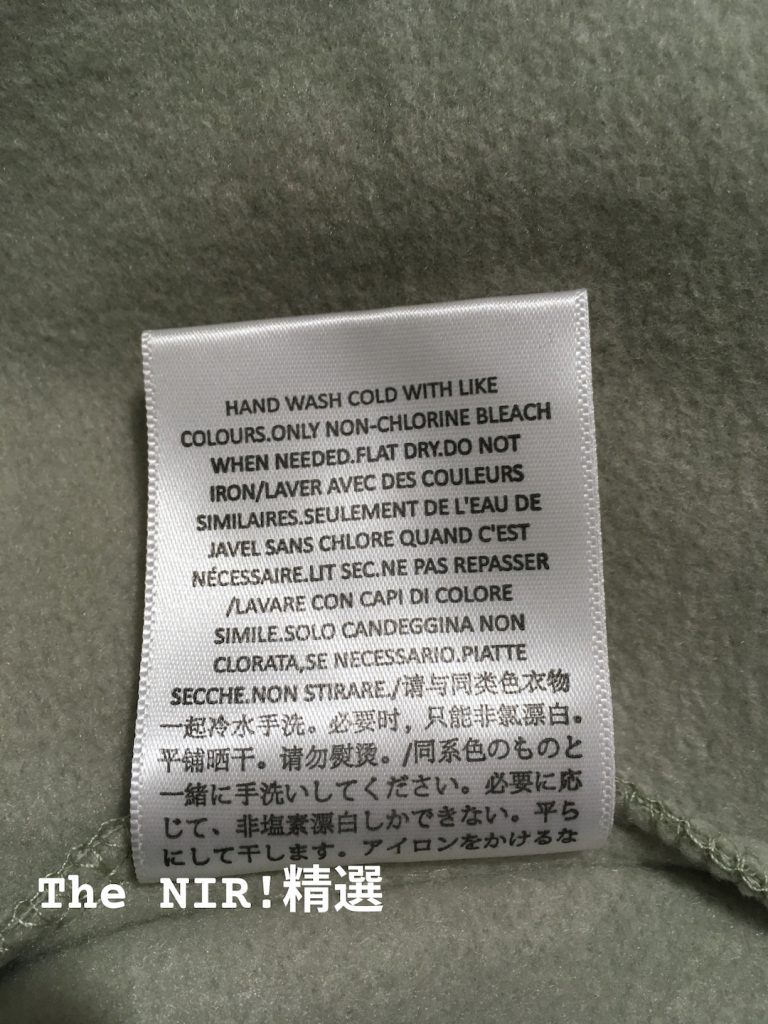 HAND WASH COLD WITH LIKE
COLOURS.ONLY NON-CHLORINE BLEACH
WHEN NEEDED.FLAT DRY.DO NOT
IRON/LAVER AVEC DES COULEURS
SIMILAIRES.SEULEMENT DE L'EAU DE
JAVEL SANS CHLORE QUAND C'EST
NÉCESSAIRE.LIT SEC.NE PAS REPASSER
/LAVARE CON CAPI DI COLORE
SIMILE.SOLO CANDEGGINA NON
CLORATA,SE NECESSARIO.PIATTE
SECCHE.NON STIRARE./请与同类色衣物
一起冷水手洗。必要时，只能非氯漂白。
平铺晒干。请勿熨烫。/同系色のものと
一緒に手洗いしてください。必要に応
じて、非塩素漂白しかできない。平ら
にして干します。アイロンをかけるな
The NIR!精選